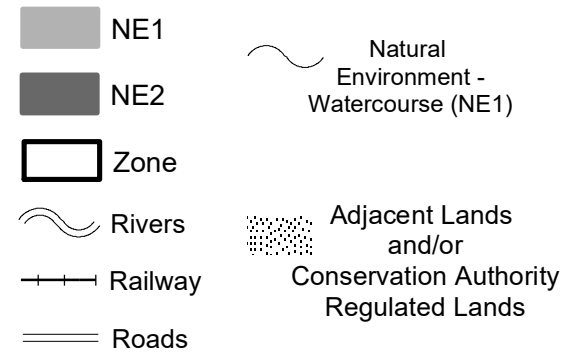 NE1
NE2
Zone
Rivers
Railway
Roads
Natural
Environment -
Watercourse (NE1)
Adjacent Lands
and/or
Conservation Authority
Regulated Lands